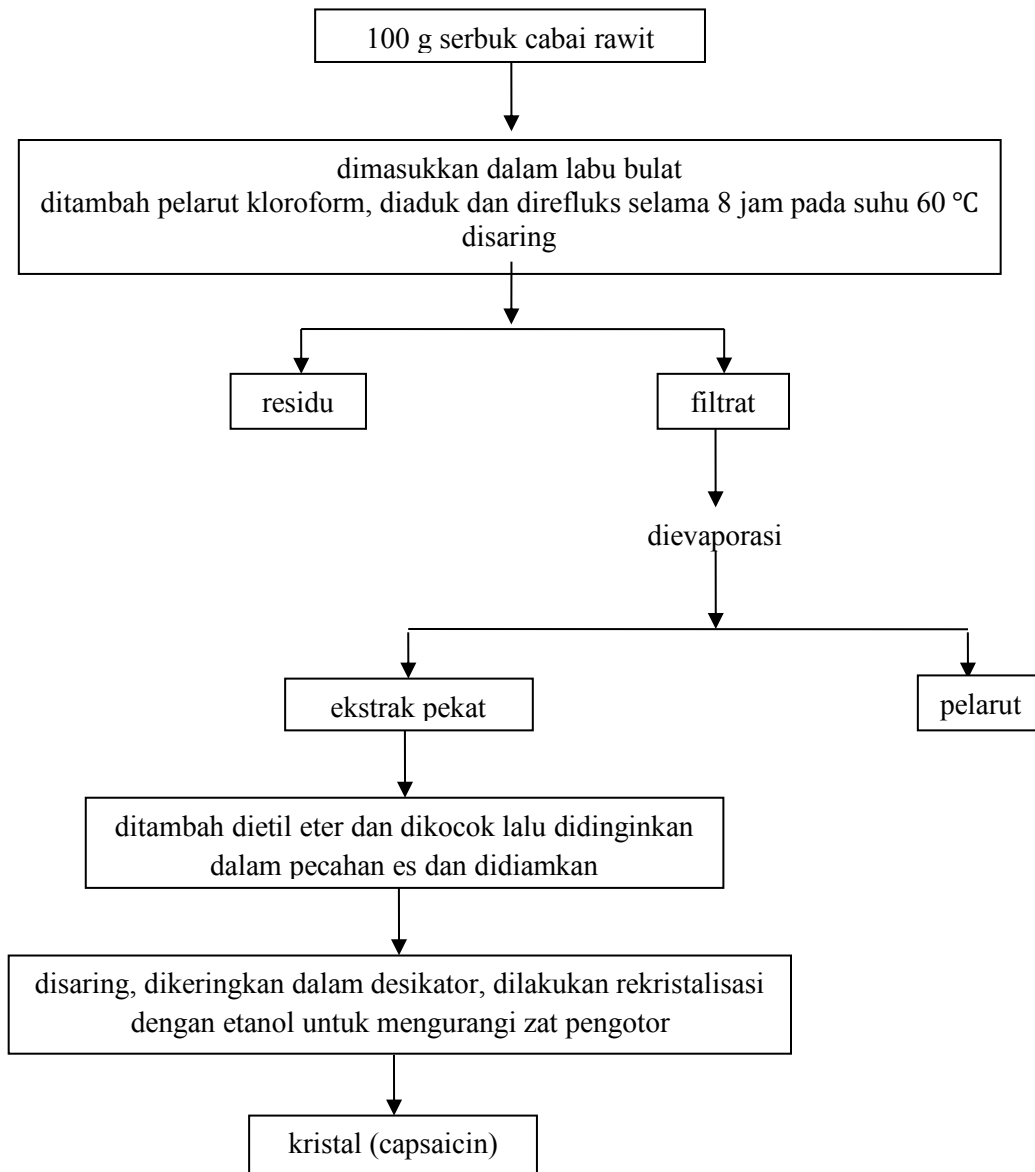 100 g serbuk cabai rawit
dimasukkan dalam labu bulat
ditambah pelarut kloroform, diaduk dan direfluks selama 8 jam pada suhu 60 °C
disaring
residu
filtrat
dievaporasi
ekstrak pekat
pelarut
ditambah dietil eter dan dikocok lalu didinginkan
dalam pecahan es dan didiamkan
disaring, dikeringkan dalam desikator, dilakukan rekristalisasi
dengan etanol untuk mengurangi zat pengotor
kristal (capsaicin)